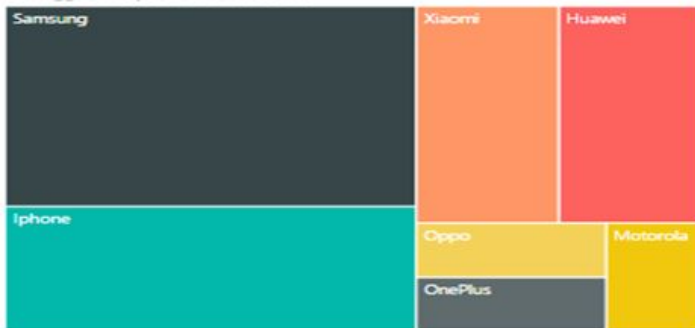 Samsung
Xiaomi
Huawei
Iphone
Oppo
Motorola
OnePlus